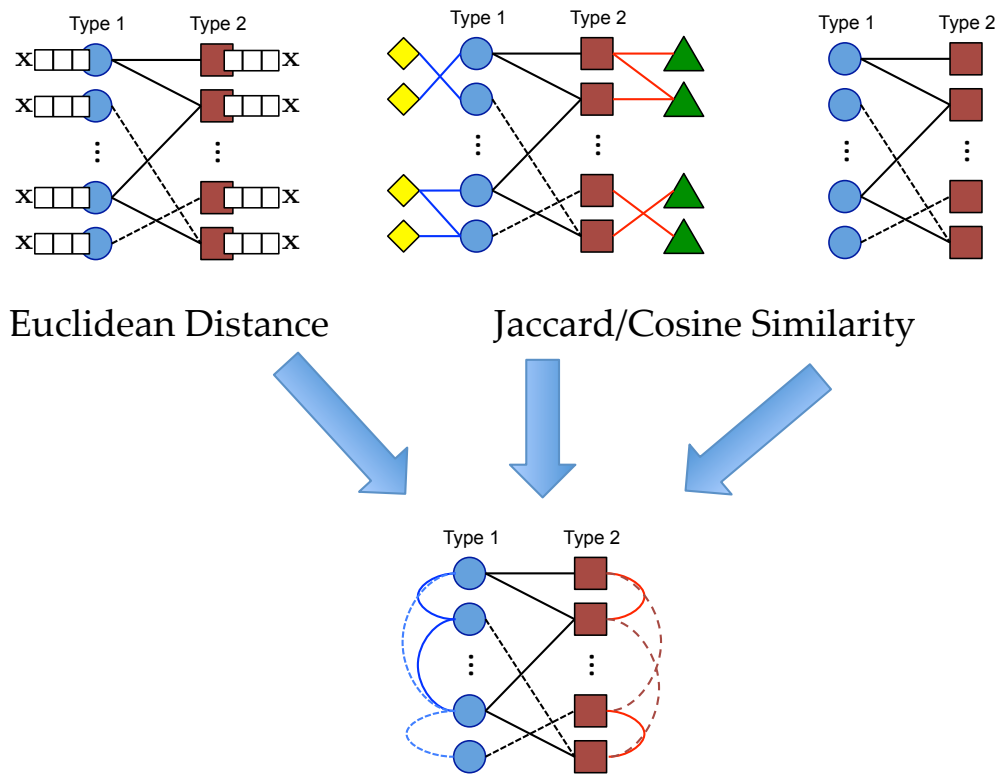 Type 1 Type 2
x x
x x
...
...
x x
x x
Type 1 Type 2
...
...
Type 1 Type 2
...
...
Euclidean Distance
Jaccard/Cosine Similarity
Type 1 Type 2
...
...